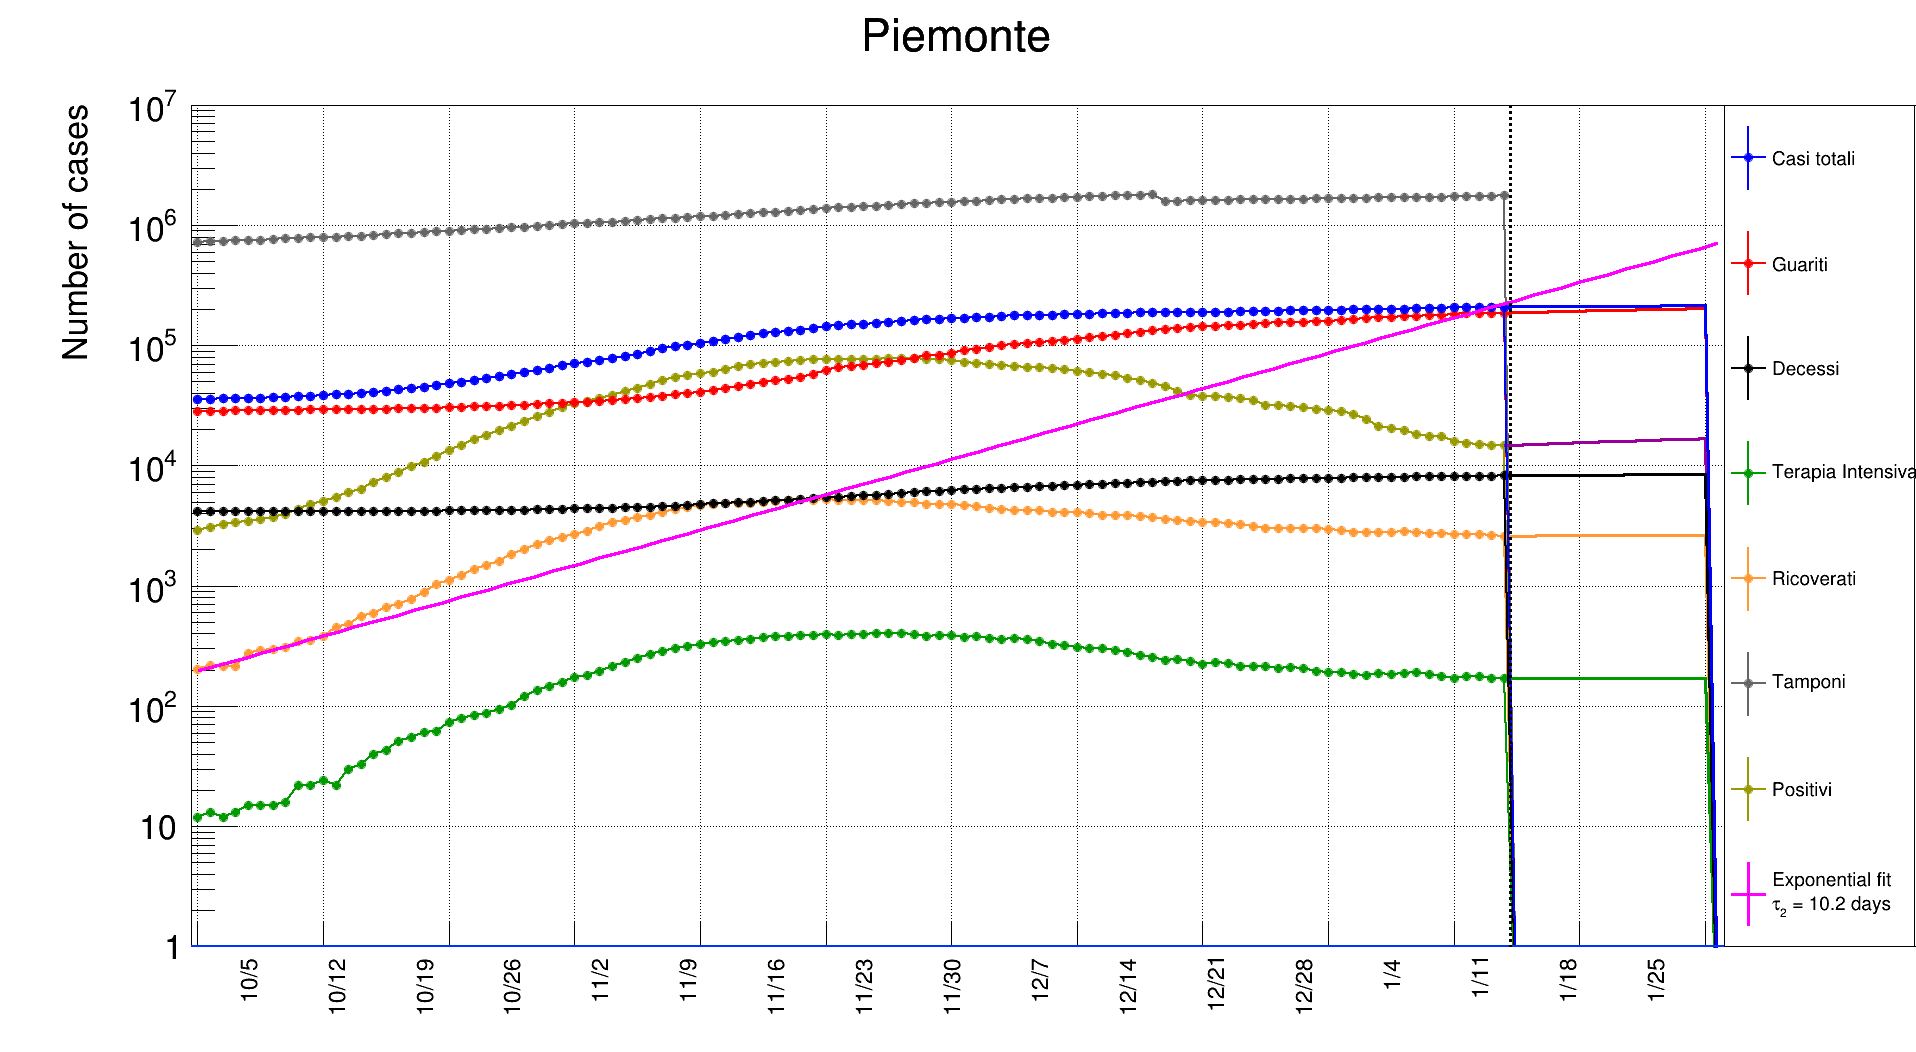 Piemonte
Number of cases
10^7
10^6
10^5
10^4
10^3
10^2
10
1
10/5
10/12
10/19
10/26
11/2
11/9
11/16
11/23
11/30
12/7
12/14
12/21
12/28
1/4
1/11
1/18
1/25
Casi totali
Guariti
Decessi
Terapia Intensiva
Ricoverati
Tamponi
Positivi
Exponential fit
τ₂ = 10.2 days